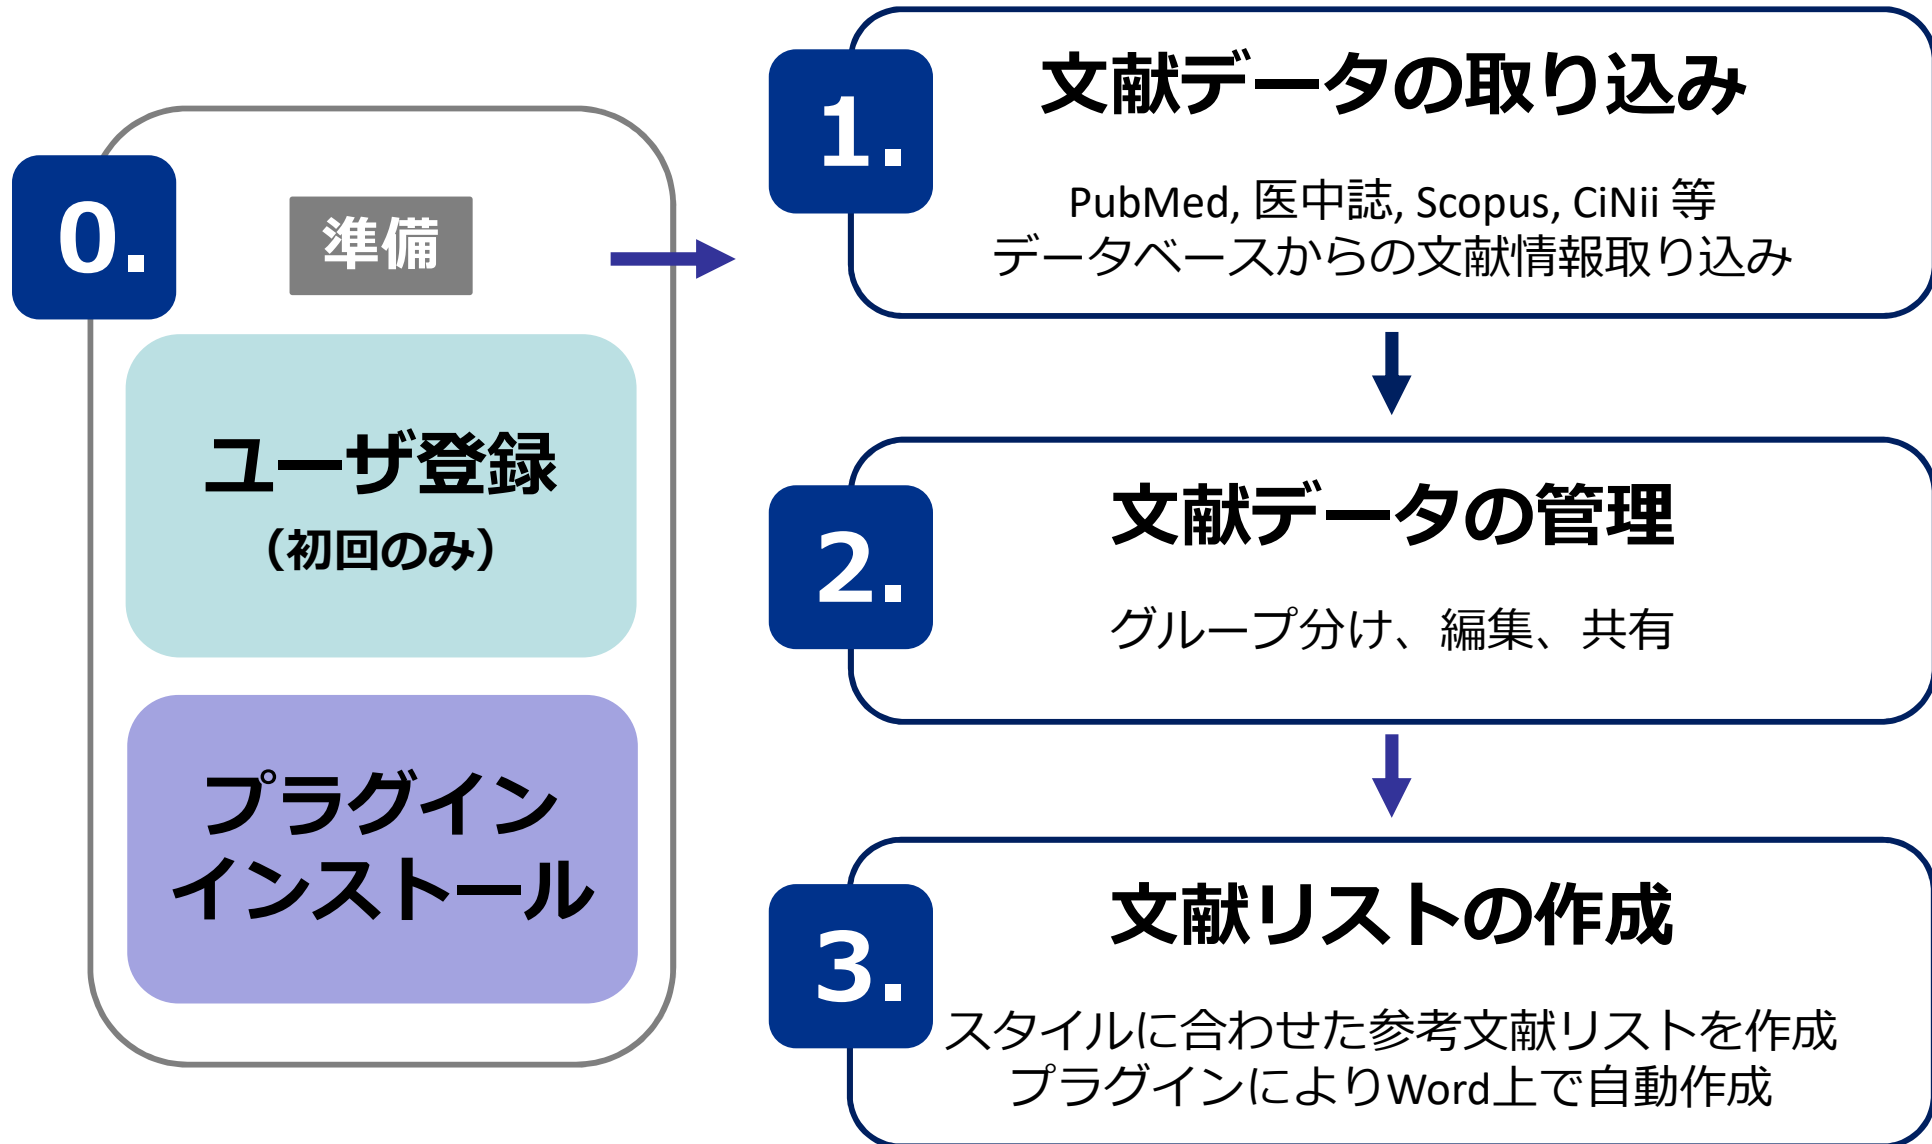 0.
準備
ユーザ登録
（初回のみ）
プラグイン
インストール
1.
文献データの取り込み
PubMed, 医中誌, Scopus, CiNii 等
データベースからの文献情報取り込み
2.
文献データの管理
グループ分け、編集、共有
3.
文献リストの作成
スタイルに合わせた参考文献リストを作成
プラグインによりWord上で自動作成